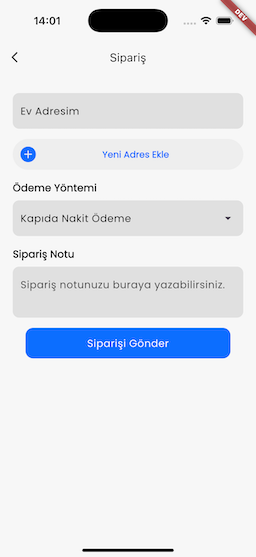 14:01
DEV
Sipariş
Ev Adresim
Yeni Adres Ekle
Ödeme Yöntemi
Kapıda Nakit Ödeme
Sipariş Notu
Sipariş notunuzu buraya yazabilirsiniz.
Siparişi Gönder